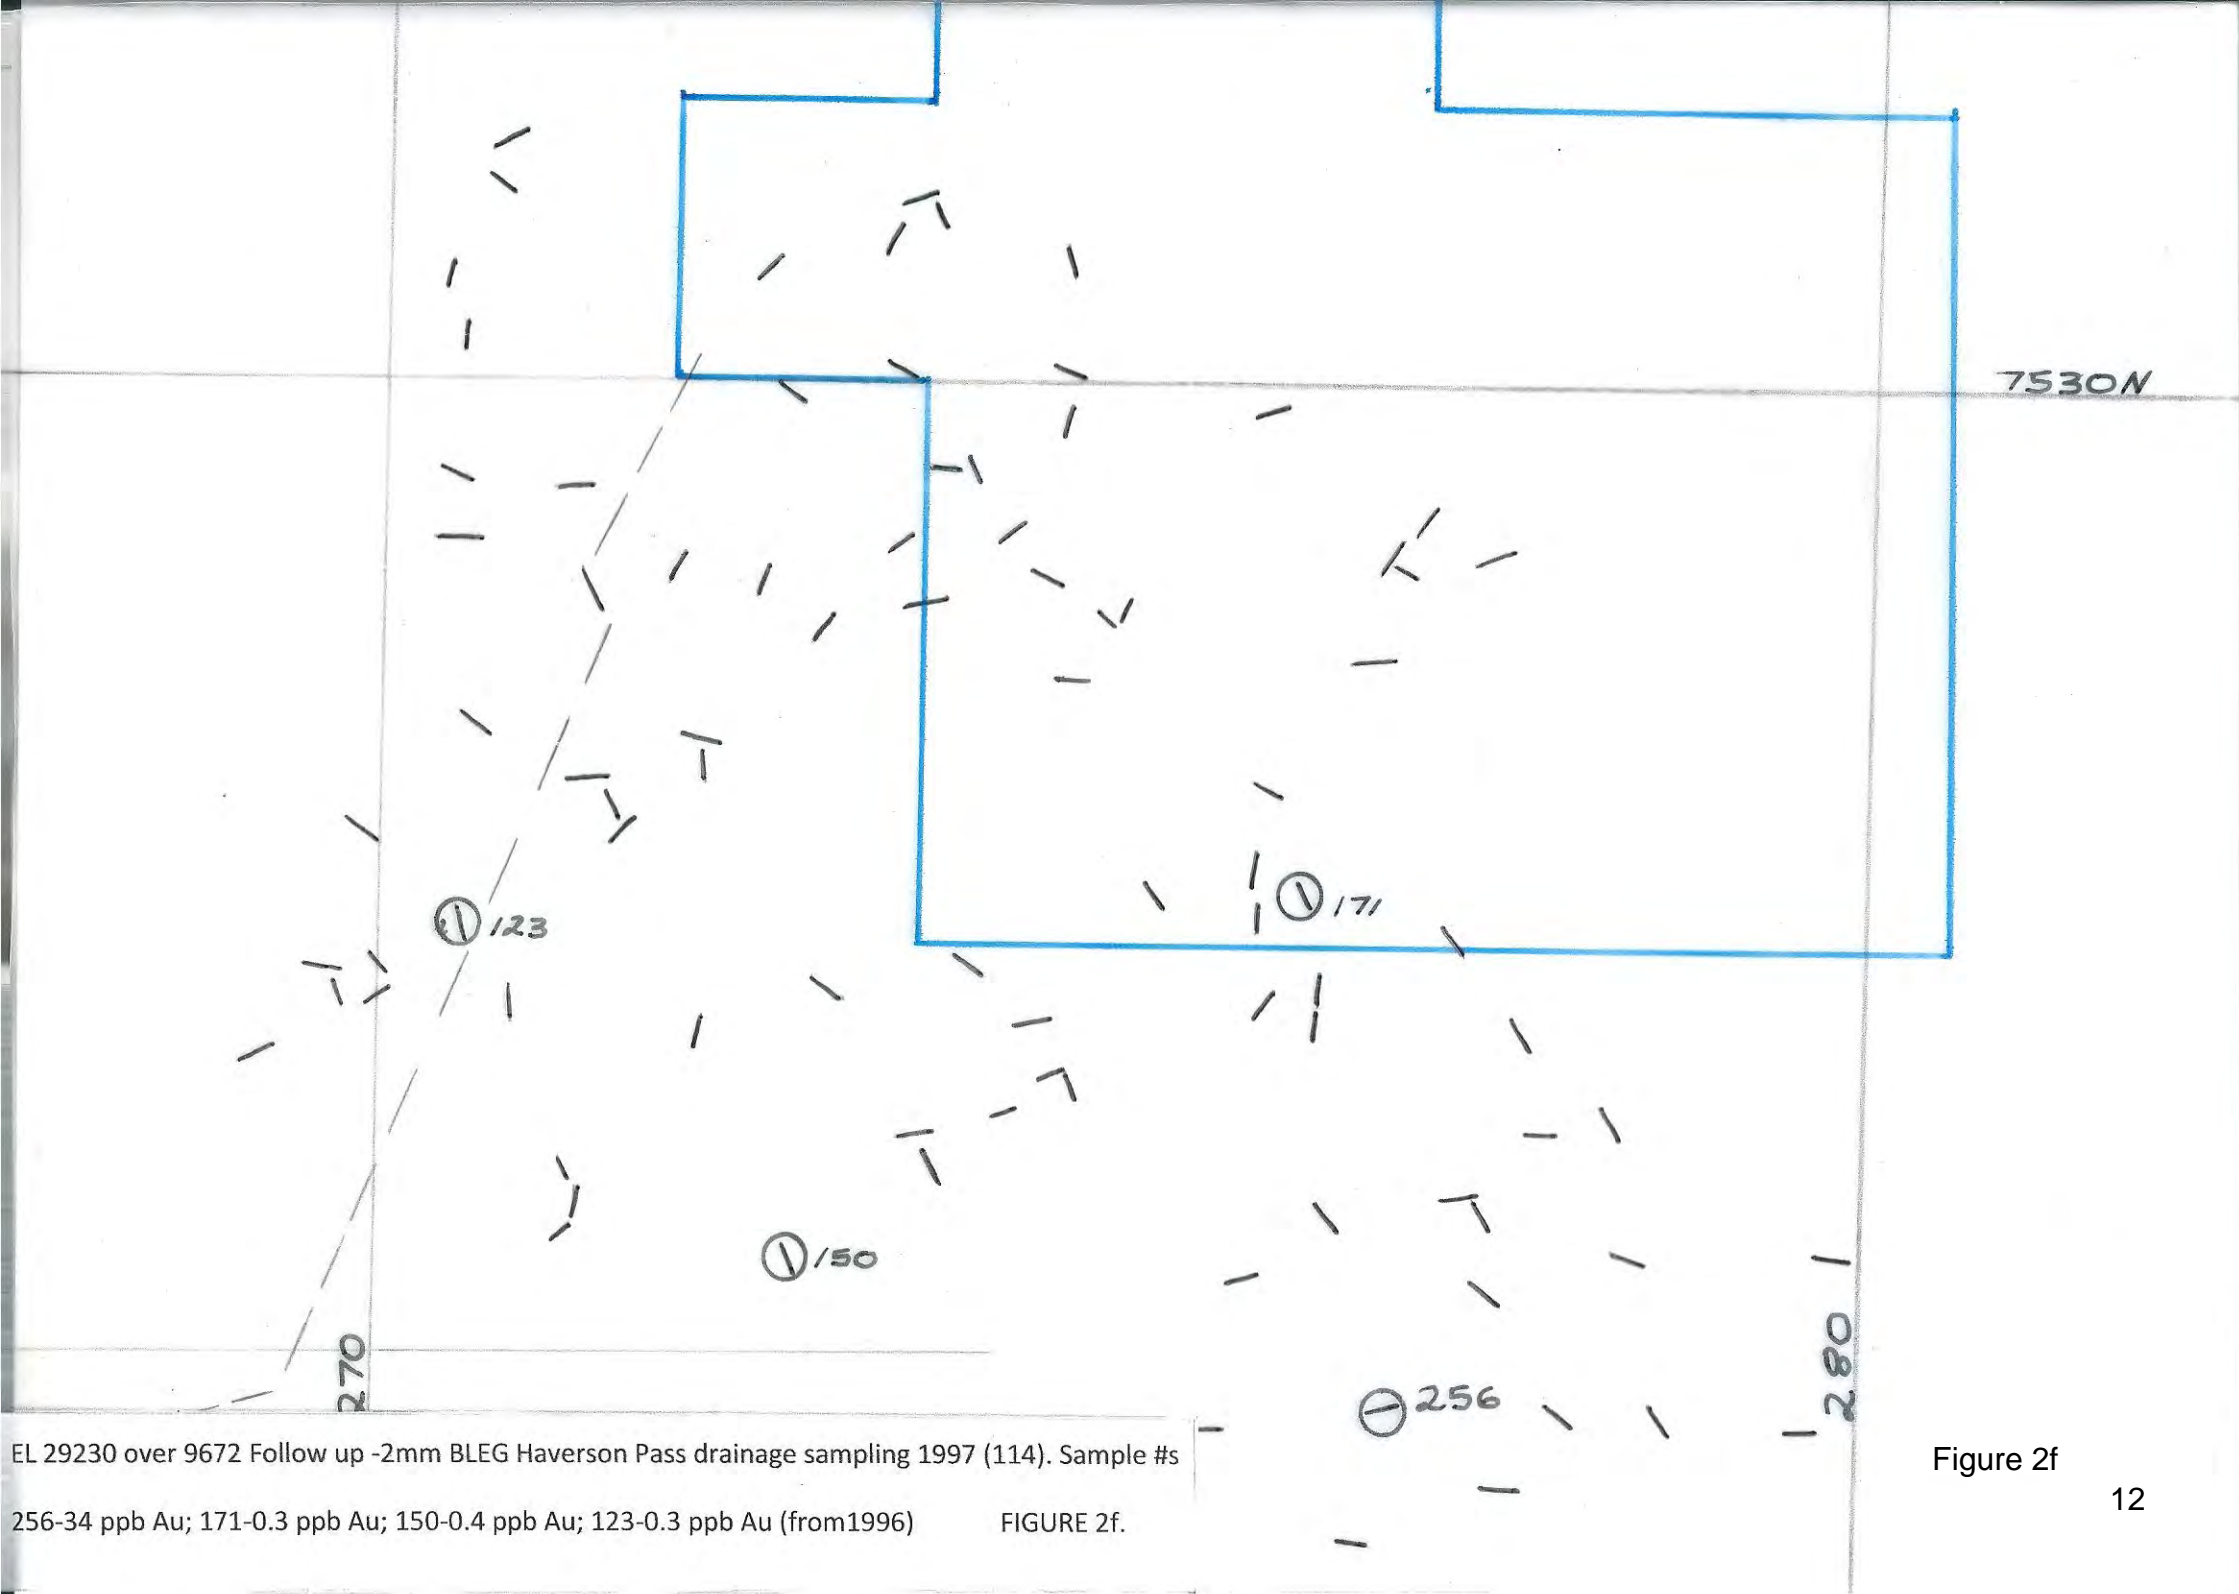 7530N
123
171
150
270
280
256
EL 29230 over 9672 Follow up -2mm BLEG Haverson Pass drainage sampling 1997 (114). Sample #s
256-34 ppb Au; 171-0.3 ppb Au; 150-0.4 ppb Au; 123-0.3 ppb Au (from1996) FIGURE 2f.
Figure 2f
12